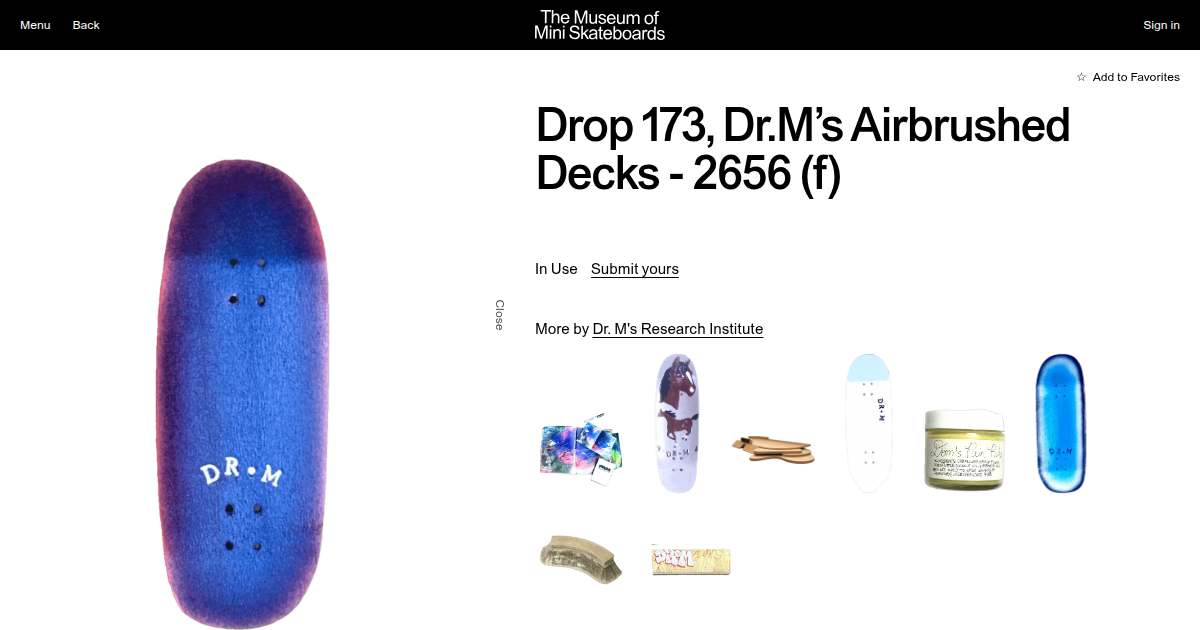 Menu
Back
The Museum of
Mini Skateboards
Sign in
☆ Add to Favorites
Drop 173, Dr.M’s Airbrushed
Decks - 2656 (f)
In Use Submit yours
Close
More by Dr. M's Research Institute
DR•M
DR•M
DR•M
DR•M